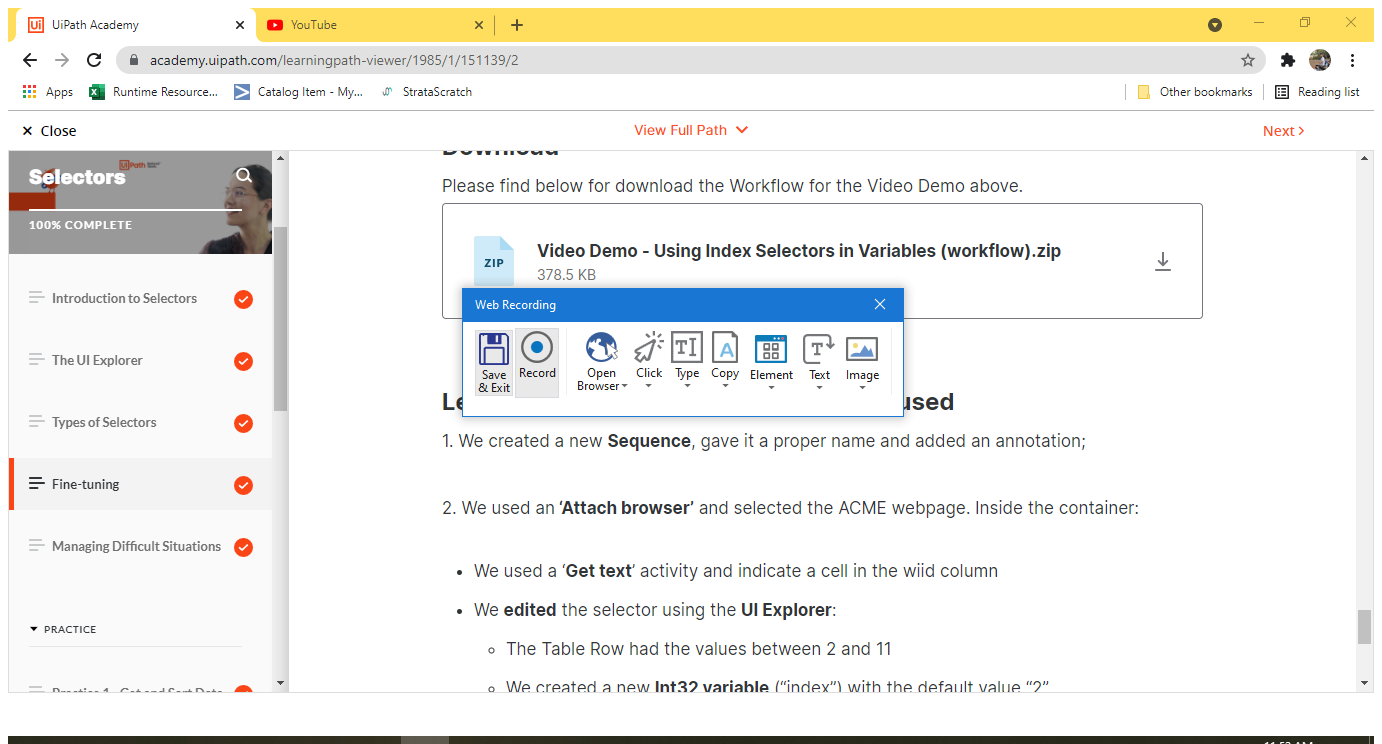 UiPath Academy
YouTube
academy.uipath.com/learningpath-viewer/1985/1/151139/2
Apps
Runtime Resource...
Catalog Item - My...
StrataScratch
Other bookmarks
Reading list
Close
View Full Path
Next
UiPath
Selectors
100% COMPLETE
Introduction to Selectors
The UI Explorer
Types of Selectors
Fine-tuning
Managing Difficult Situations
PRACTICE
Practice 1 - Get and Sort Data
Download
Please find below for download the Workflow for the Video Demo above.
ZIP
Video Demo - Using Index Selectors in Variables (workflow).zip
378.5 KB
Web Recording
Save & Exit
Record
Open Browser
Click
Type
Copy
Element
Text
Image
used
1. We created a new Sequence, gave it a proper name and added an annotation;
2. We used an ‘Attach browser’ and selected the ACME webpage. Inside the container:
We used a ‘Get text’ activity and indicate a cell in the wiid column
We edited the selector using the UI Explorer:
The Table Row had the values between 2 and 11
We created a new Int32 variable (“index”) with the default value “2”